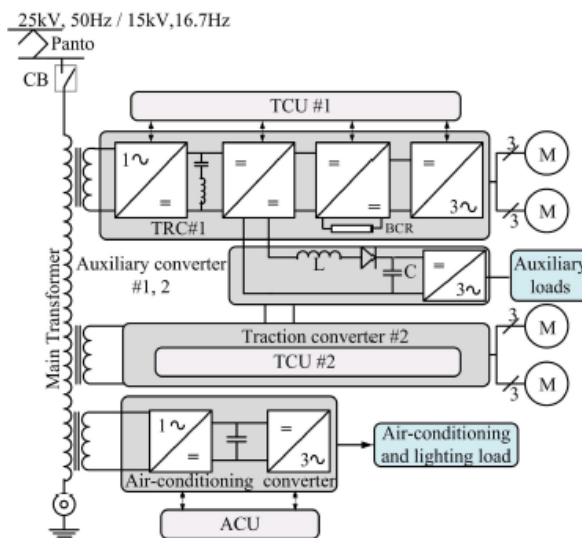 25kV, 50Hz / 15kV,16.7Hz
Panto
CB
TCU #1
1~
=
=
=
=
=
=
3~
3
M
3
M
TRC#1
BCR
Auxiliary converter
#1, 2
L
C
=
3~
Auxiliary
loads
Main Transformer
Traction converter #2
TCU #2
3
M
3
M
1~
=
=
3~
Air-conditioning converter
Air-conditioning
and lighting load
ACU